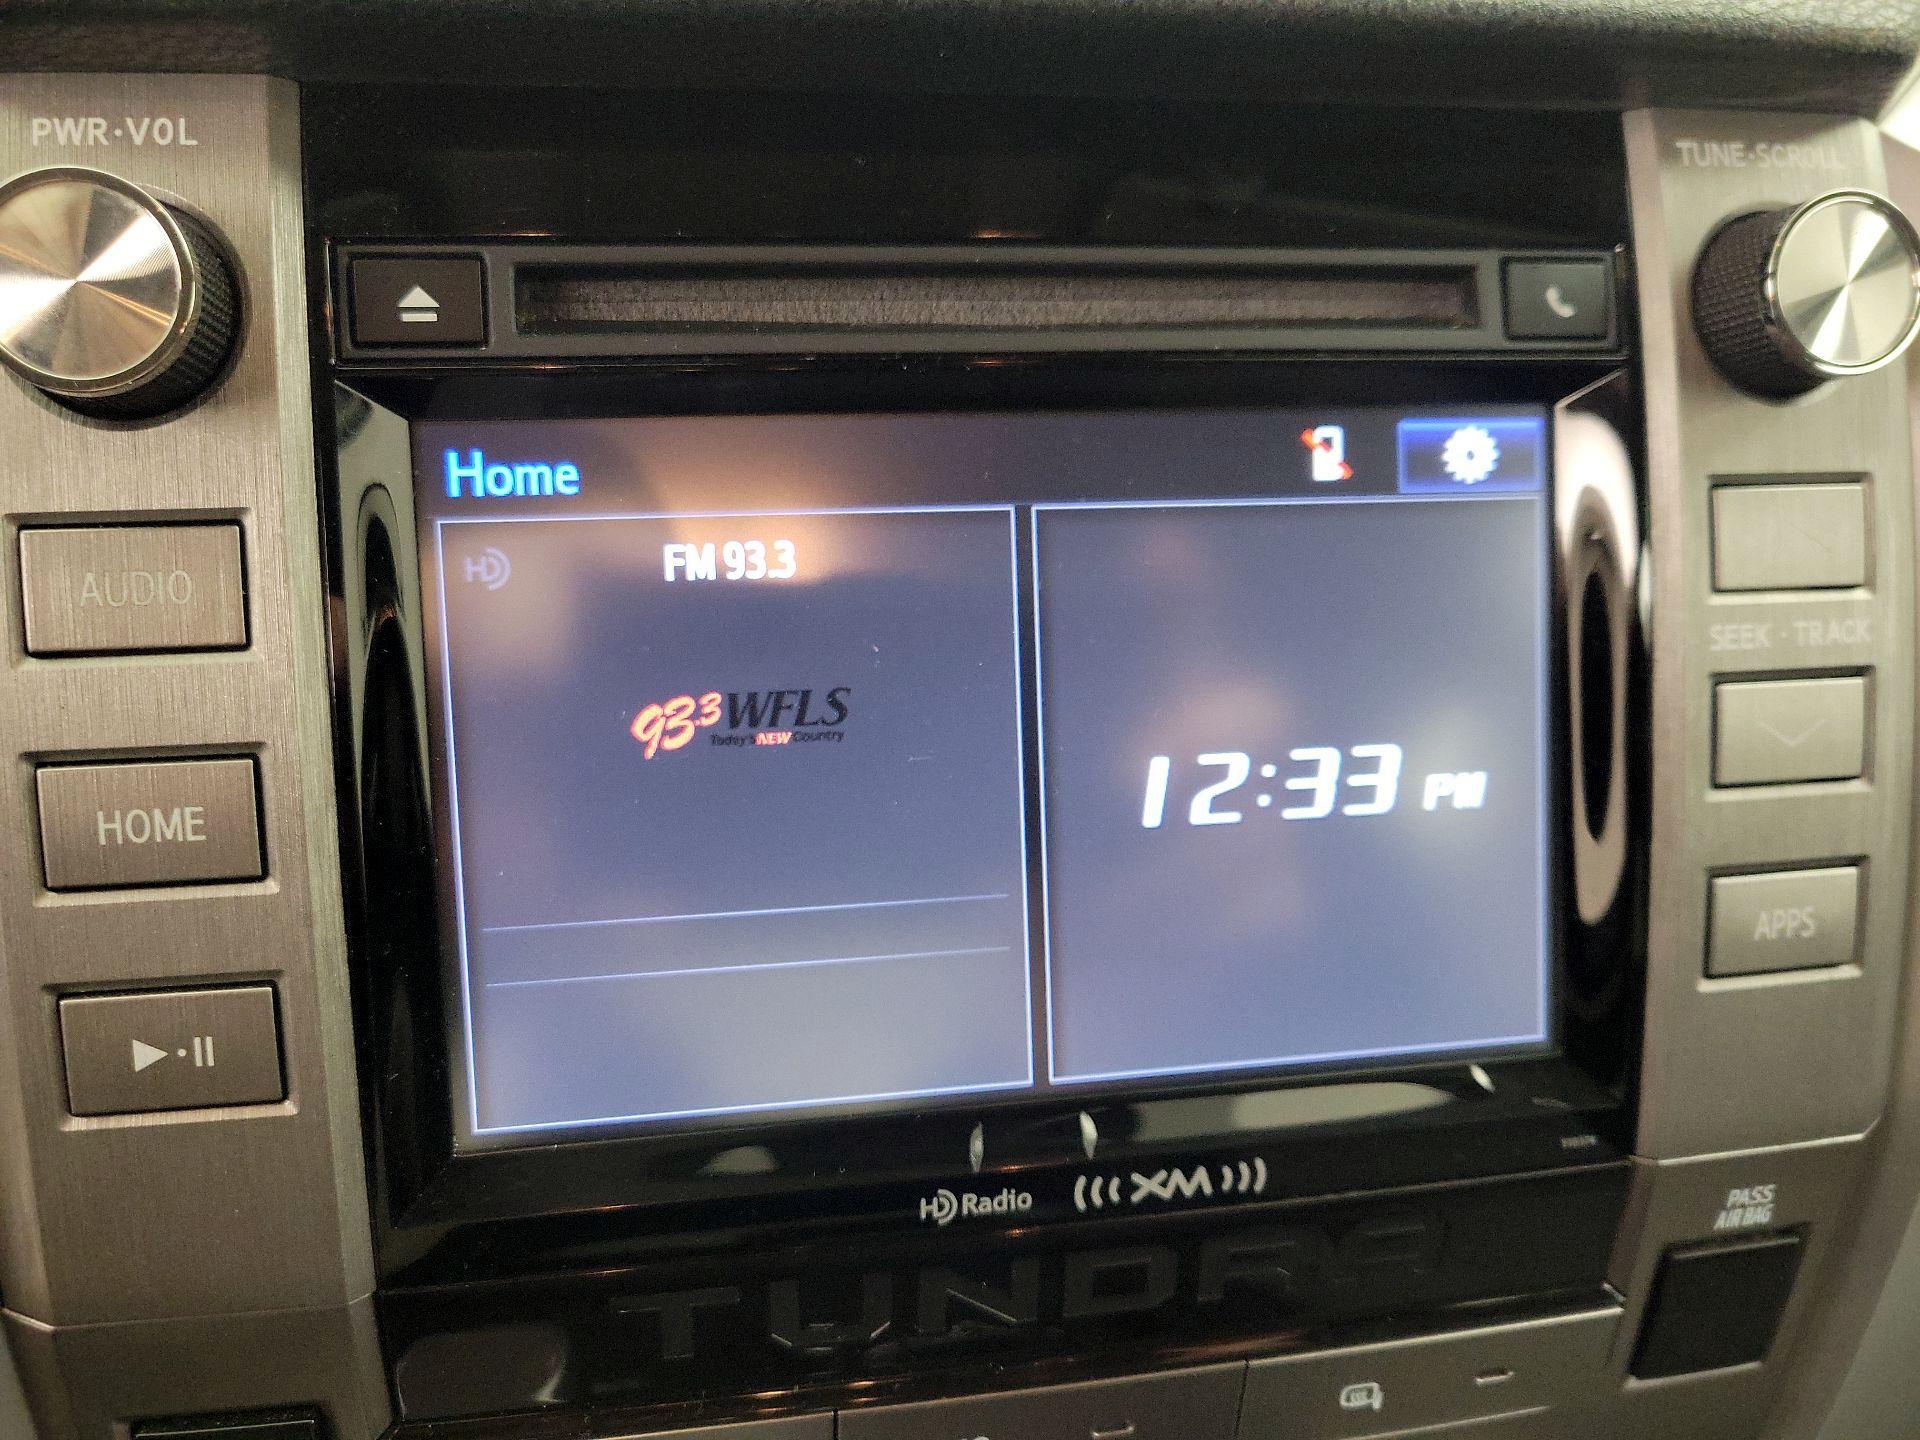 PWR·VOL
TUNE·SCROLL
Home
HD
FM 93.3
93.3 WFLS
Today's NEW Country
12:33 PM
AUDIO
HOME
SEEK · TRACK
APPS
HD Radio
(((XM)))
PASS
AIR BAG
TUNDRA